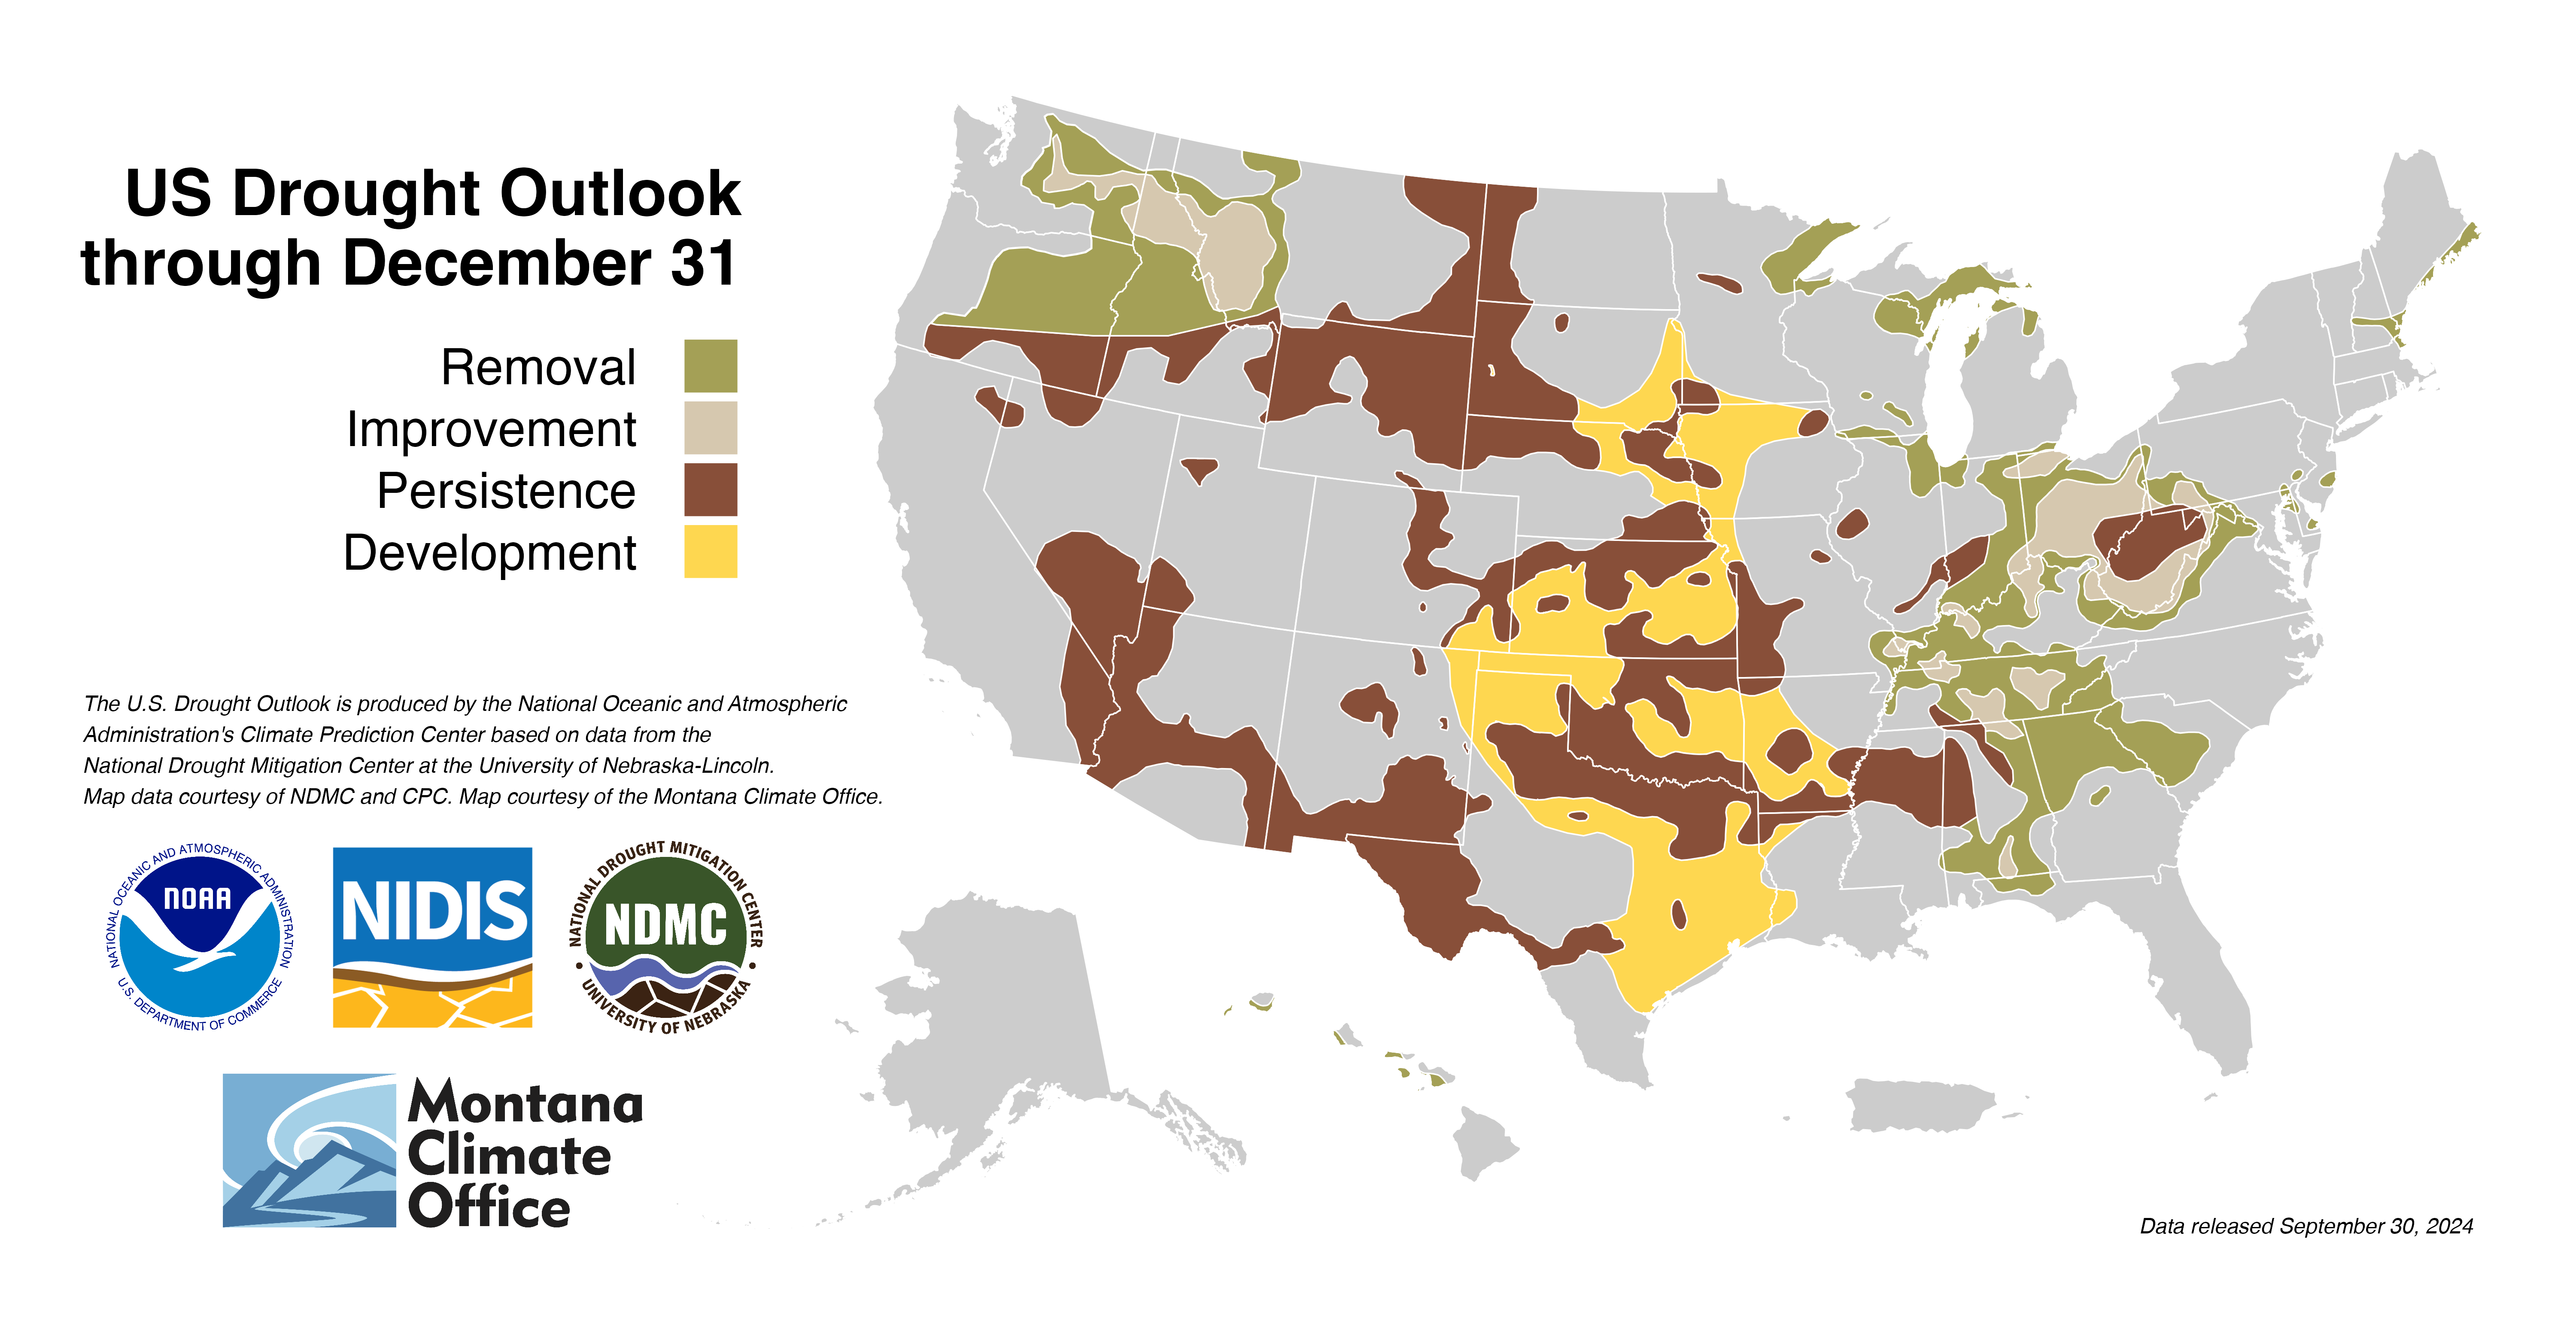 US Drought Outlook
through December 31
Removal
Improvement
Persistence
Development
The U.S. Drought Outlook is produced by the National Oceanic and Atmospheric
Administration's Climate Prediction Center based on data from the
National Drought Mitigation Center at the University of Nebraska-Lincoln.
Map data courtesy of NDMC and CPC. Map courtesy of the Montana Climate Office.
NATIONAL OCEANIC AND ATMOSPHERIC ADMINISTRATION
NOAA
U.S. DEPARTMENT OF COMMERCE
NIDIS
NATIONAL DROUGHT MITIGATION CENTER
NDMC
UNIVERSITY OF NEBRASKA
Montana
Climate
Office
Data released September 30, 2024